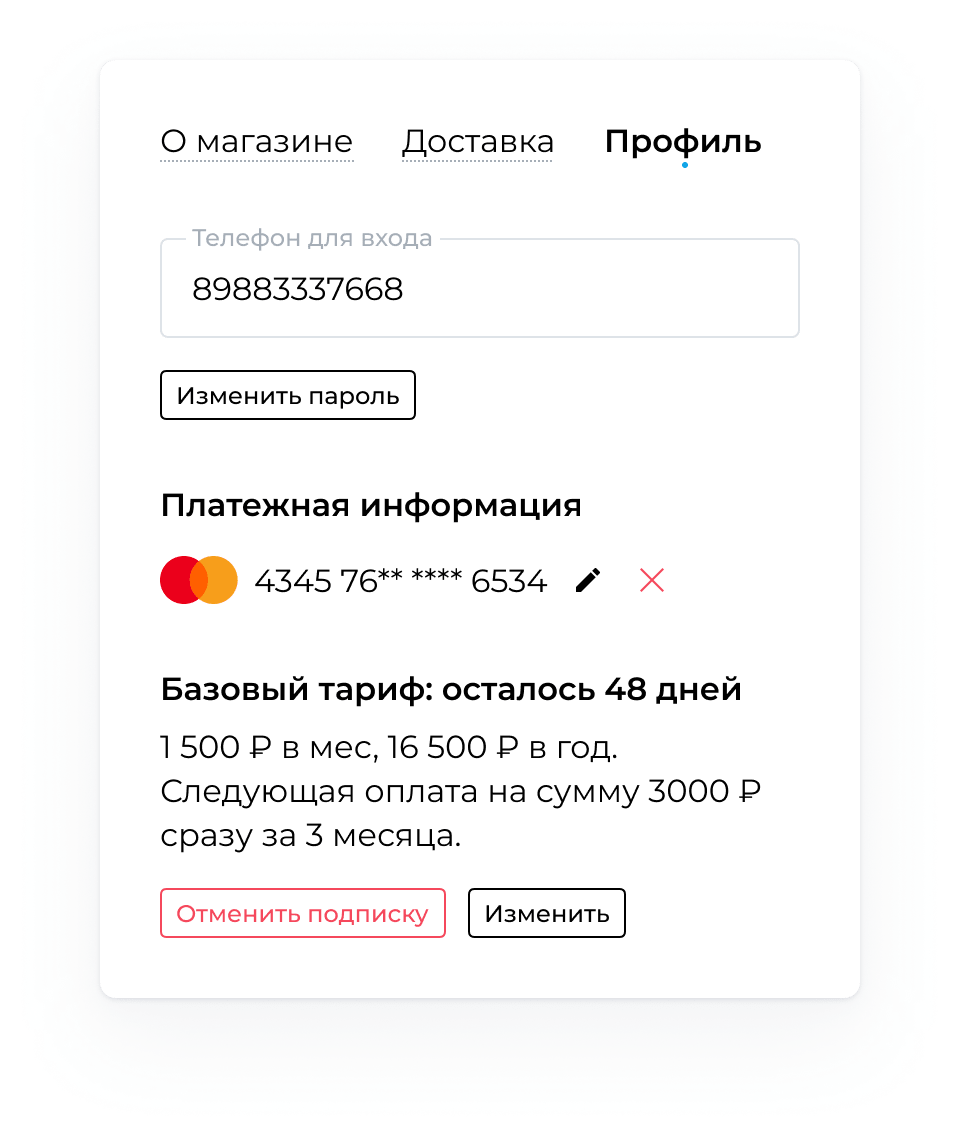 О магазине Доставка Профиль
Телефон для входа
89883337668
Изменить пароль
Платежная информация
4345 76** **** 6534
Базовый тариф: осталось 48 дней
1 500 ₽ в мес, 16 500 ₽ в год.
Следующая оплата на сумму 3000 ₽
сразу за 3 месяца.
Отменить подписку Изменить